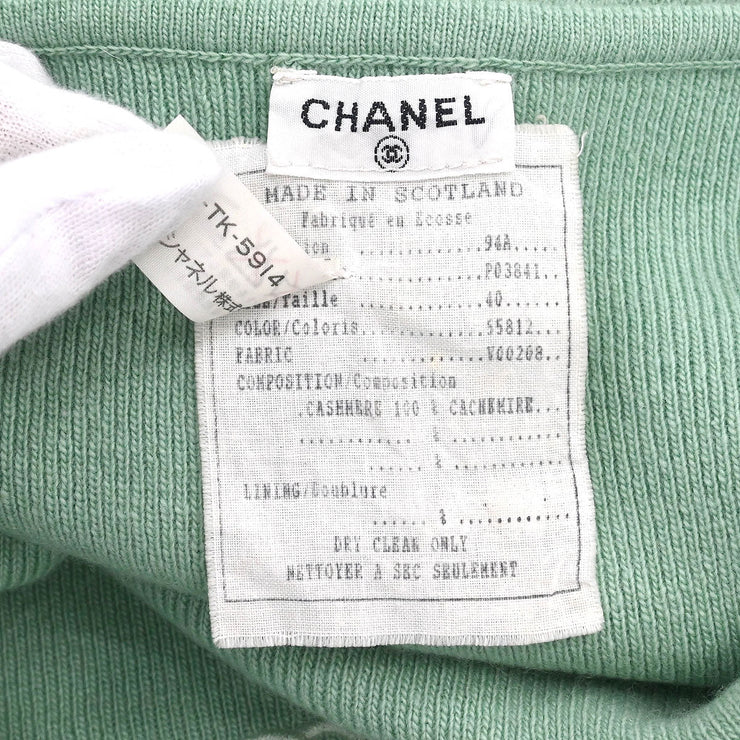 CHANEL
MADE IN SCOTLAND
Fabriqué en Ecosse
94A.....
P03841..
/Taille ............ 40......
COLOR/Coloris............ 55812...
FABRIC ............ V00208..
COMPOSITION/Composition
.CASHMERE 100 % CACHEMIRE...
............ % ............
...... % ............
LINING/Doublure
...... % ............
DRY CLEAN ONLY
NETTOYER A SEC SEULEMENT
-TK-5914
シャネル株式